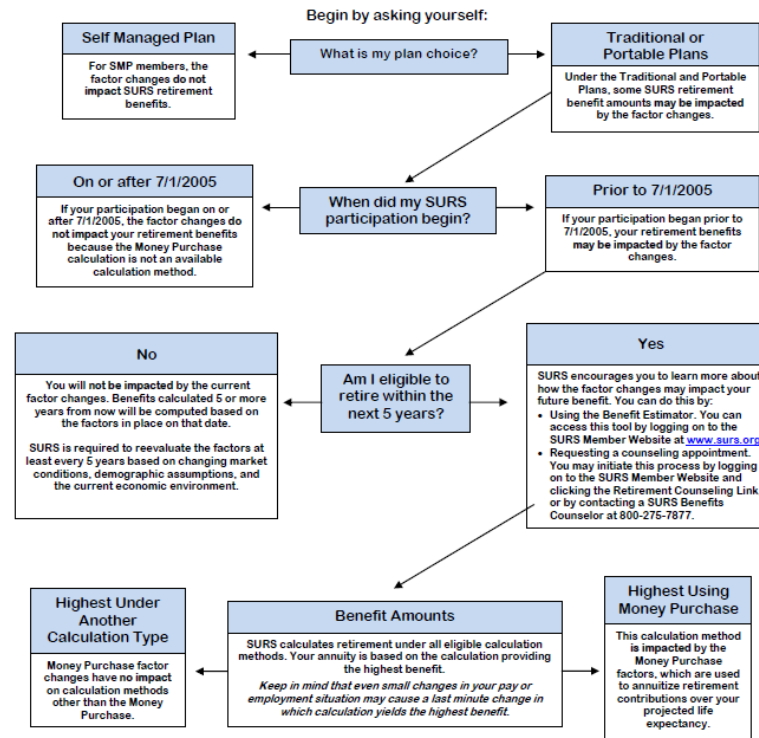 Begin by asking yourself:
Self Managed Plan
For SMP members, the
factor changes do not
impact SURS retirement
benefits.
What is my plan choice?
Traditional or
Portable Plans
Under the Traditional and Portable
Plans, some SURS retirement
benefit amounts may be impacted
by the factor changes.
On or after 7/1/2005
If your participation began on or
after 7/1/2005, the factor changes do
not impact your retirement benefits
because the Money Purchase
calculation is not an available
calculation method.
When did my SURS
participation begin?
Prior to 7/1/2005
If your participation began prior to
7/1/2005, your retirement benefits
may be impacted by the factor
changes.
No
You will not be impacted by the current
factor changes. Benefits calculated 5 or more
years from now will be computed based on
the factors in place on that date.
SURS is required to reevaluate the factors at
least every 5 years based on changing market
conditions, demographic assumptions, and
the current economic environment.
Am I eligible to
retire within the
next 5 years?
Yes
SURS encourages you to learn more about
how the factor changes may impact your
future benefit. You can do this by:
• Using the Benefit Estimator. You can
access this tool by logging on to the
SURS Member Website at www.surs.org
• Requesting a counseling appointment.
You may initiate this process by logging
on to the SURS Member Website and
clicking the Retirement Counseling Link
or by contacting a SURS Benefits
Counselor at 800-275-7877.
Highest Under
Another
Calculation Type
Money Purchase factor
changes have no impact
on calculation methods
other than the Money
Purchase.
Benefit Amounts
SURS calculates retirement under all eligible calculation
methods. Your annuity is based on the calculation providing
the highest benefit.
Keep in mind that even small changes in your pay or
employment situation may cause a last minute change in
which calculation yields the highest benefit.
Highest Using
Money Purchase
This calculation method
is impacted by the
Money Purchase
factors, which are used
to annuitize retirement
contributions over your
projected life
expectancy.